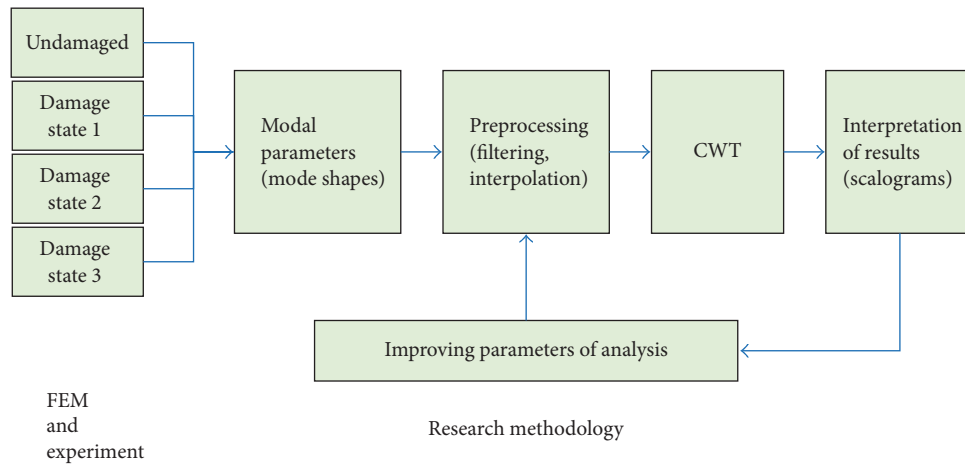 Undamaged
Damage
state 1
Damage
state 2
Damage
state 3
Modal
parameters
(mode shapes)
Preprocessing
(filtering,
interpolation)
CWT
Interpretation
of results
(scalograms)
Improving parameters of analysis
FEM
and
experiment
Research methodology